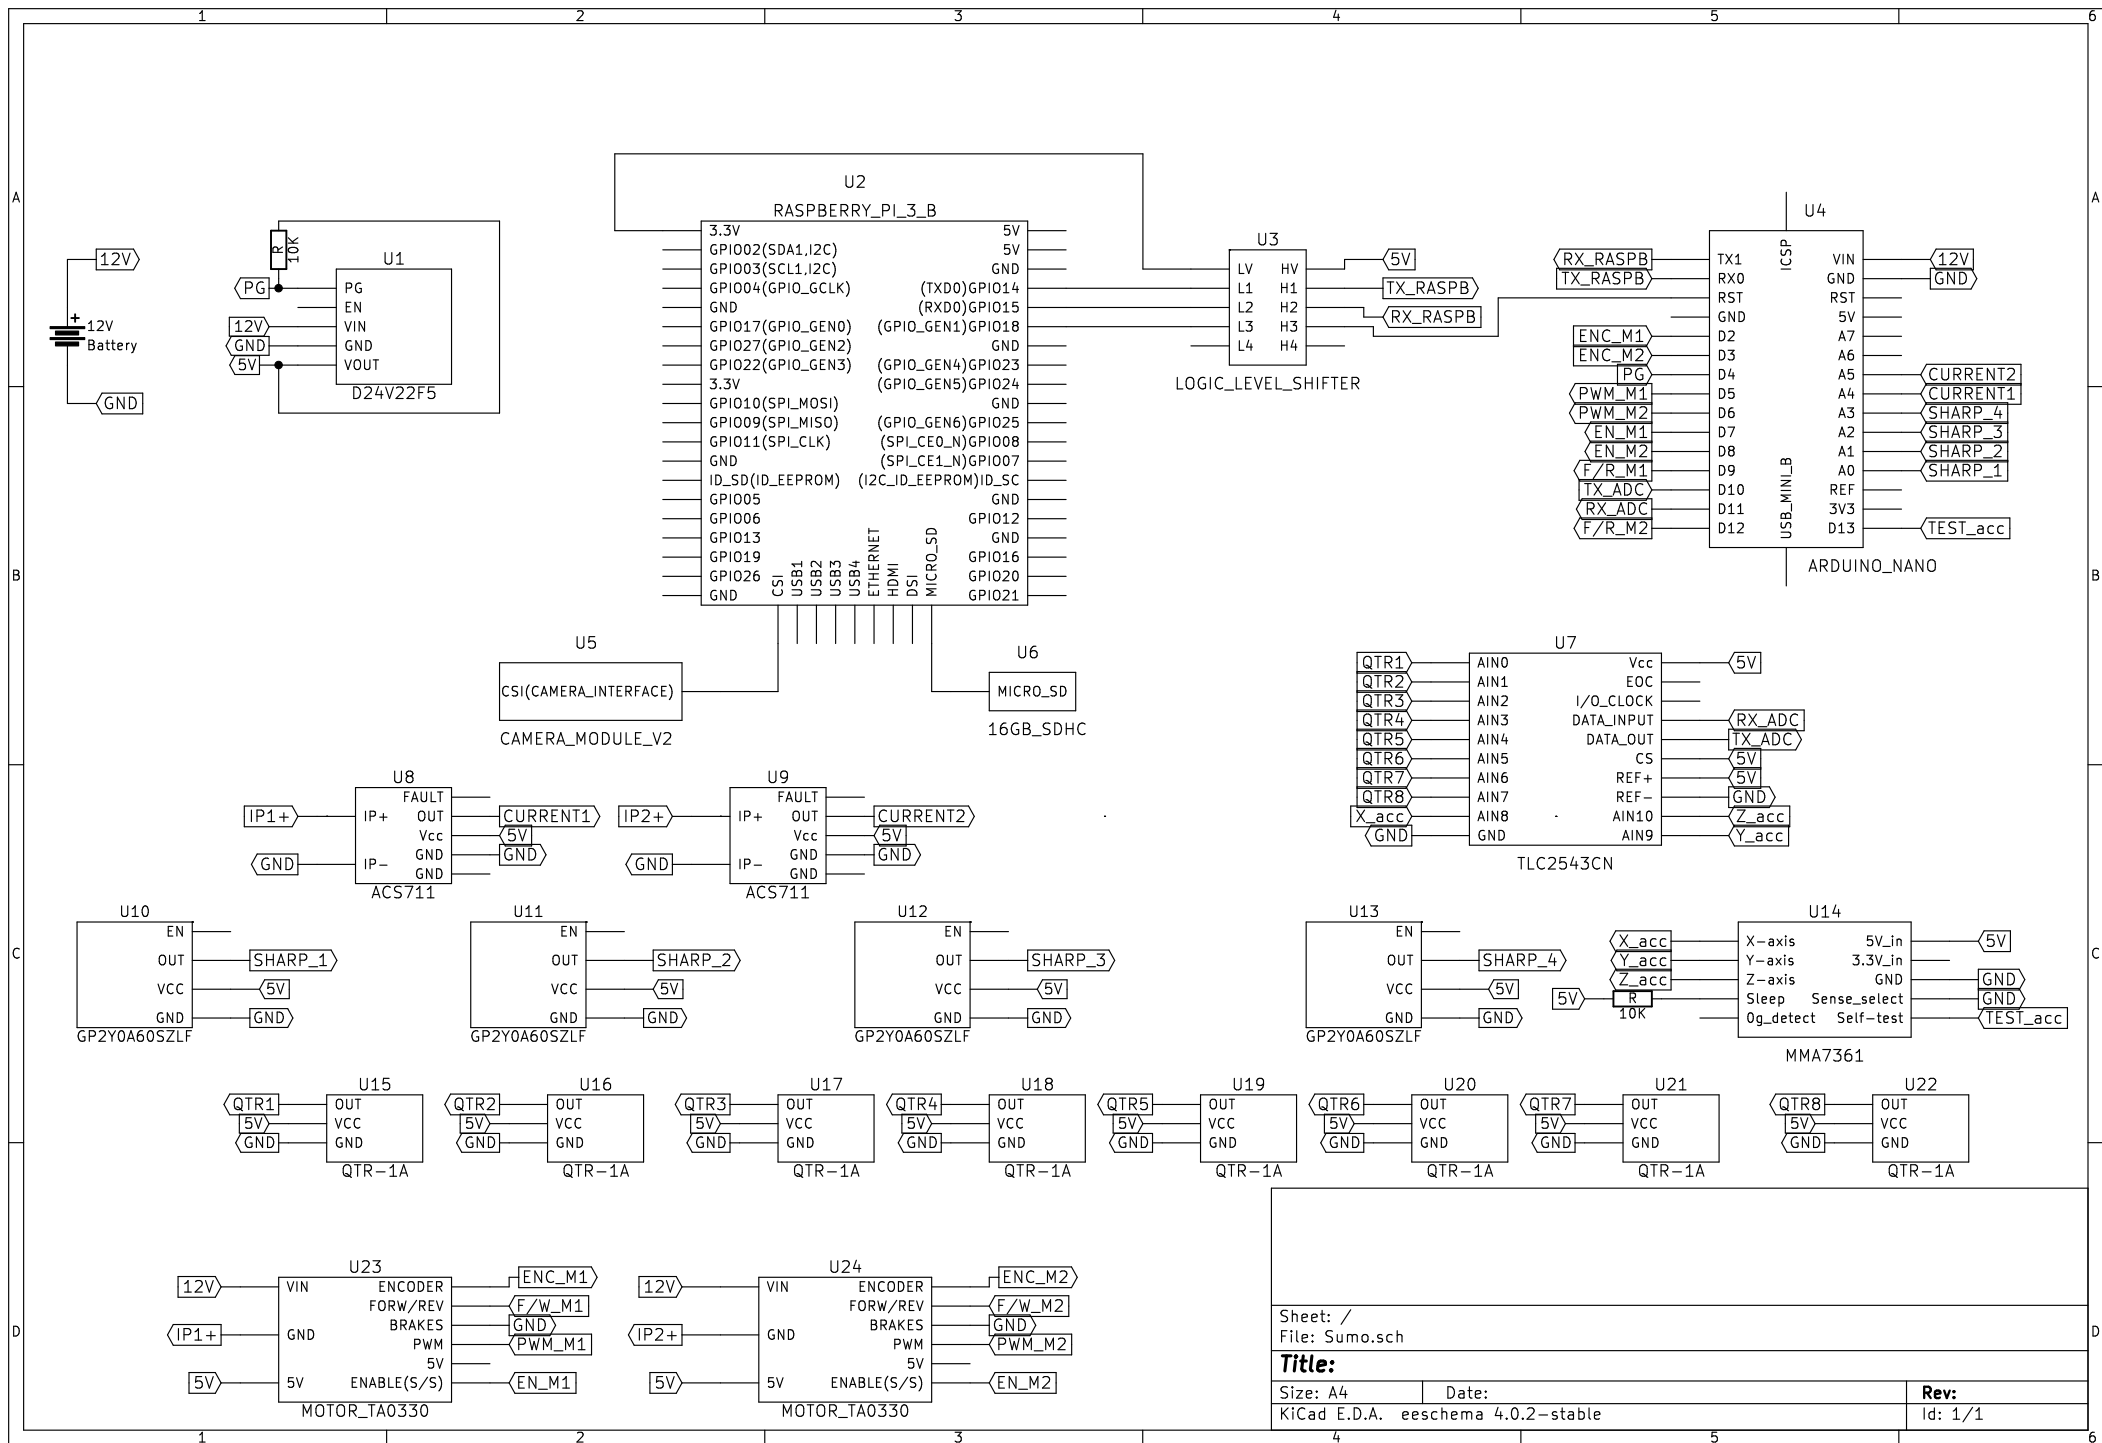 1 2 3 4 5 6
A
B
C
D
12V
+
12V
Battery
GND
R
10K
U1
PG
PG
EN
12V
VIN
GND
GND
5V
VOUT
D24V22F5
U2
RASPBERRY_PI_3_B
3.3V
GPIO02(SDA1,I2C)
GPIO03(SCL1,I2C)
GPIO04(GPIO_GCLK)
GND
GPIO17(GPIO_GEN0)
GPIO27(GPIO_GEN2)
GPIO22(GPIO_GEN3)
3.3V
GPIO10(SPI_MOSI)
GPIO09(SPI_MISO)
GPIO11(SPI_CLK)
GND
ID_SD(ID_EEPROM)
GPIO05
GPIO06
GPIO13
GPIO19
GPIO26
GND
5V
5V
GND
(TXD0)GPIO14
(RXD0)GPIO15
(GPIO_GEN1)GPIO18
GND
(GPIO_GEN4)GPIO23
(GPIO_GEN5)GPIO24
GND
(GPIO_GEN6)GPIO25
(SPI_CE0_N)GPIO08
(SPI_CE1_N)GPIO07
(I2C_ID_EEPROM)ID_SC
GND
GPIO12
GND
GPIO16
GPIO20
GPIO21
CSI
USB1
USB2
USB3
USB4
ETHERNET
HDMI
DSI
MICRO_SD
U3
LV HV
L1 H1
L2 H2
L3 H3
L4 H4
LOGIC_LEVEL_SHIFTER
5V
TX_RASPB
RX_RASPB
U4
ICSP
USB_MINI_B
RX_RASPB TX1 VIN 12V
TX_RASPB RX0 GND GND
RST RST
GND 5V
ENC_M1 D2 A7
ENC_M2 D3 A6
PG D4 A5 CURRENT2
PWM_M1 D5 A4 CURRENT1
PWM_M2 D6 A3 SHARP_4
EN_M1 D7 A2 SHARP_3
EN_M2 D8 A1 SHARP_2
F/R_M1 D9 A0 SHARP_1
TX_ADC D10 REF
RX_ADC D11 3V3
F/R_M2 D12 D13 TEST_acc
ARDUINO_NANO
U5
CSI(CAMERA_INTERFACE)
CAMERA_MODULE_V2
U6
MICRO_SD
16GB_SDHC
U7
QTR1 AIN0 Vcc 5V
QTR2 AIN1 EOC
QTR3 AIN2 I/O_CLOCK
QTR4 AIN3 DATA_INPUT RX_ADC
QTR5 AIN4 DATA_OUT TX_ADC
QTR6 AIN5 CS 5V
QTR7 AIN6 REF+ 5V
QTR8 AIN7 REF- GND
X_acc AIN8 AIN10 Z_acc
GND GND AIN9 Y_acc
TLC2543CN
U8
FAULT
IP1+ IP+ OUT CURRENT1
Vcc 5V
GND GND
GND IP-
GND
ACS711
U9
FAULT
IP2+ IP+ OUT CURRENT2
Vcc 5V
GND GND
GND IP-
GND
ACS711
U10
EN
OUT SHARP_1
VCC 5V
GND GND
GP2Y0A60SZLF
U11
EN
OUT SHARP_2
VCC 5V
GND GND
GP2Y0A60SZLF
U12
EN
OUT SHARP_3
VCC 5V
GND GND
GP2Y0A60SZLF
U13
EN
OUT SHARP_4
VCC 5V
GND GND
GP2Y0A60SZLF
U14
X_acc X-axis 5V_in 5V
Y_acc Y-axis 3.3V_in
Z_acc Z-axis GND GND
5V R Sleep Sense_select GND
10K 0g_detect Self-test TEST_acc
MMA7361
U15
QTR1 OUT
5V VCC
GND GND
QTR-1A
U16
QTR2 OUT
5V VCC
GND GND
QTR-1A
U17
QTR3 OUT
5V VCC
GND GND
QTR-1A
U18
QTR4 OUT
5V VCC
GND GND
QTR-1A
U19
QTR5 OUT
5V VCC
GND GND
QTR-1A
U20
QTR6 OUT
5V VCC
GND GND
QTR-1A
U21
QTR7 OUT
5V VCC
GND GND
QTR-1A
U22
QTR8 OUT
5V VCC
GND GND
QTR-1A
U23
12V VIN ENCODER ENC_M1
FORW/REV F/W_M1
BRAKES GND
IP1+ GND
PWM PWM_M1
5V
5V 5V ENABLE(S/S) EN_M1
MOTOR_TA0330
U24
12V VIN ENCODER ENC_M2
FORW/REV F/W_M2
BRAKES GND
IP2+ GND
PWM PWM_M2
5V
5V 5V ENABLE(S/S) EN_M2
MOTOR_TA0330
Sheet: /
File: Sumo.sch
Title:
Size: A4 Date: Rev:
KiCad E.D.A. eeschema 4.0.2-stable Id: 1/1
A
B
C
D
1 2 3 4 5 6